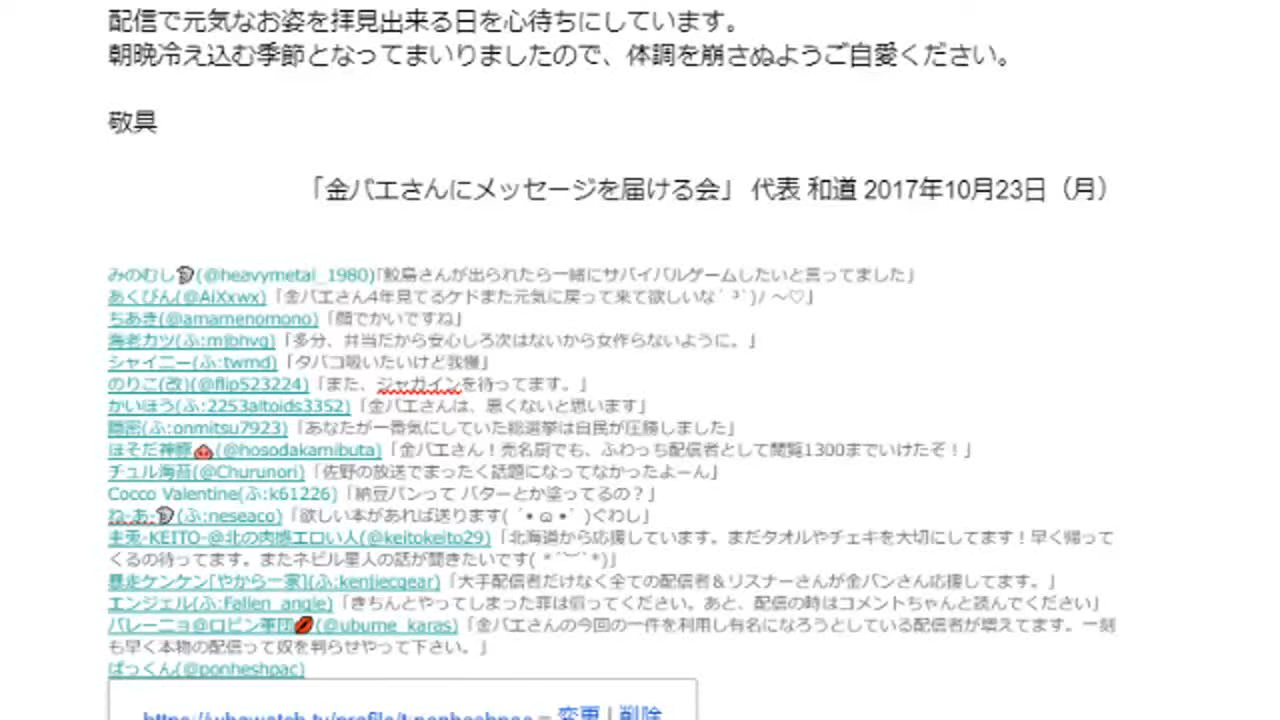 配信で元気なお姿を拝見出来る日を心待ちにしています。
朝晩冷え込む季節となってまいりましたので、体調を崩さぬようご自愛ください。
敬具
「金バエさんにメッセージを届ける会」 代表 和道 2017年10月23日（月）
みのむし(@heavymetal_1980)「鮫島さんが出られたら一緒にサバイバルゲームしたいと言ってました」
あくびん(@AiXxwx)「金バエさん4年見てるケドまた元気に戻って来て欲しいな´³`)ﾉ ～♡」
ちあき(@amamenomono)「顔でかいですね」
海老カツ(ふ:mjbhvg)「多分、弁当だから安心しろ次はないから女作らないように。」
シャイニー(ふ:twmd)「タバコ吸いたいけど我慢」
のりこ(改)(@flip523224)「また、ジャガインを待ってます。」
かいほう(ふ:2253altoids3352)「金バエさんは、悪くないと思います」
隠密(ふ:onmitsu7923)「あなたが一番気にしていた総選挙は自民が圧勝しました」
ほそだ神豚🐽(@hosodakamibuta)「金バエさん！売名厨でも、ふわっち配信者として閲覧1300までいけたぞ！」
チュル海苔(@Churunori)「佐野の放送でまったく話題になってなかったよーん」
Cocco Valentine(ふ:k61226)「納豆パンって バターとか塗ってるの？」
ね-あ-(ふ:neseaco)「欲しい本があれば送ります( ´• ω •` )ぐわし」
圭兎-KEITO-@北の肉感エロい人(@keitokeito29)「北海道から応援しています。まだタオルやチェキを大切にしてます！早く帰って
くるの待ってます。またネビル星人の話が聞きたいです( *´︶`*)」
暴走ケンケン[やから一家](ふ:kenjiecgear)「大手配信者だけなく全ての配信者＆リスナーさんが金バンさん応援してます。」
エンジェル(ふ:Fallen_angle)「きちんとやってしまった罪は償ってください。あと、配信の時はコメントちゃんと読んでください」
バレーニョ@ロビン軍団(@ubume_karas)「金バエさんの今回の一件を利用し有名になろうとしている配信者が増えてます。一刻
も早く本物の配信って奴を判らせやって下さい。」
ぱっくん(@ponheshpac)
https://whowatch.tv/profile/t:ponheshpac – 変更 | 削除